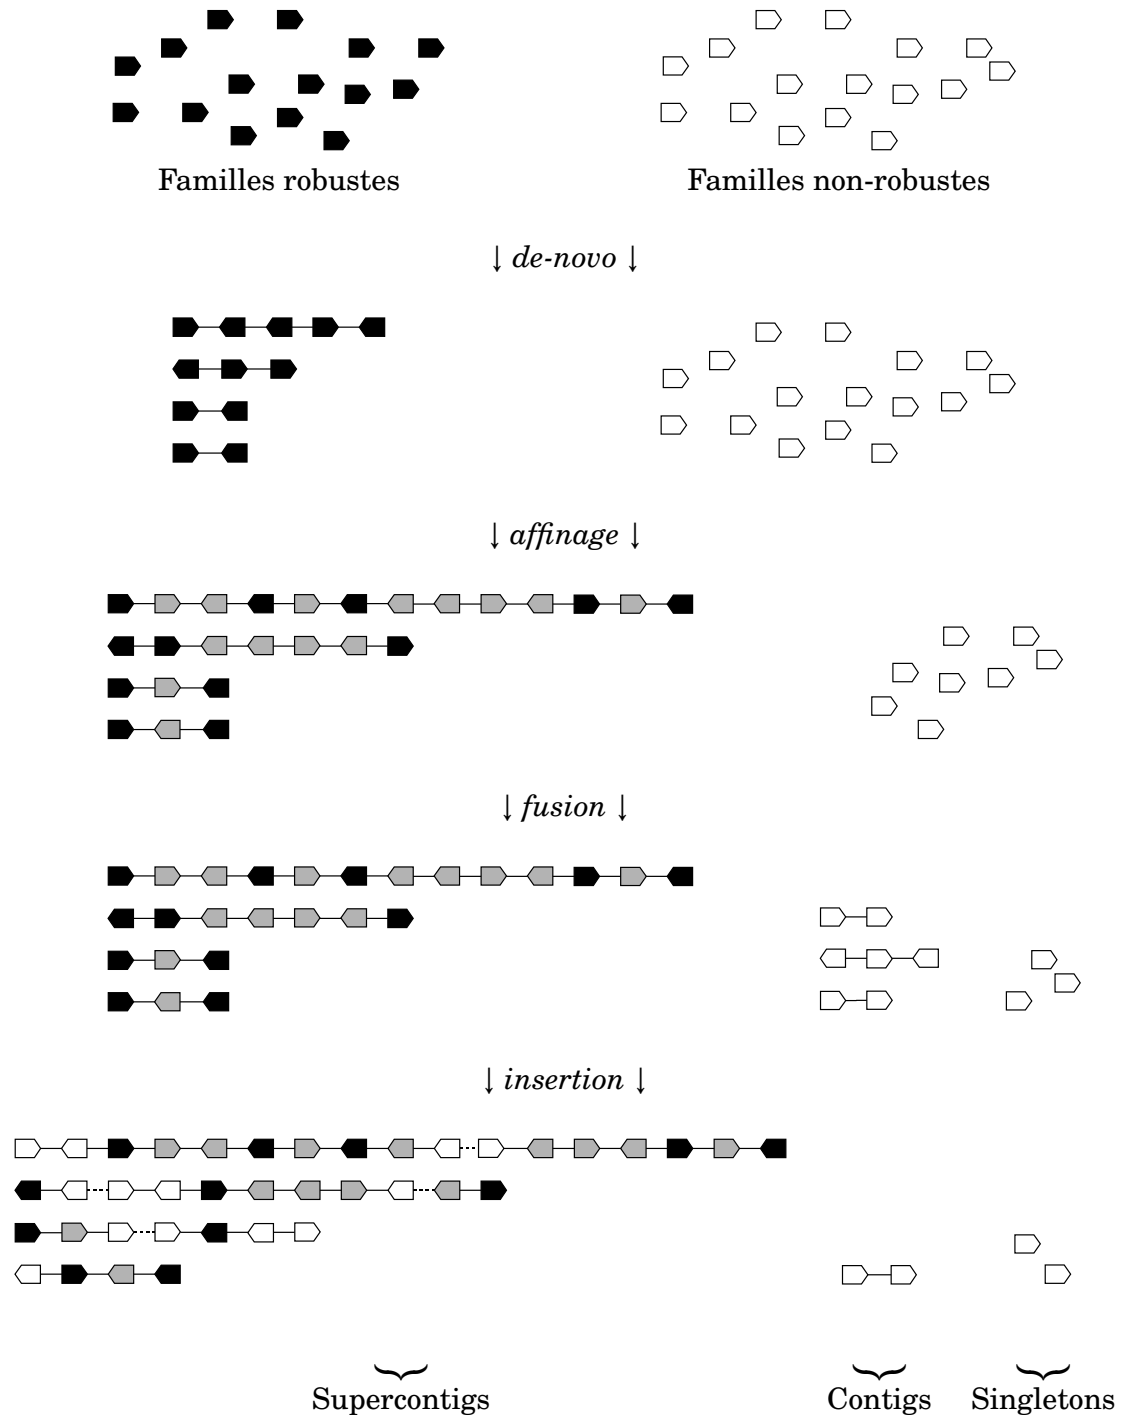 Familles robustes
Familles non-robustes
↓ de-novo ↓
↓ affinage ↓
↓ fusion ↓
↓ insertion ↓
Supercontigs
Contigs
Singletons